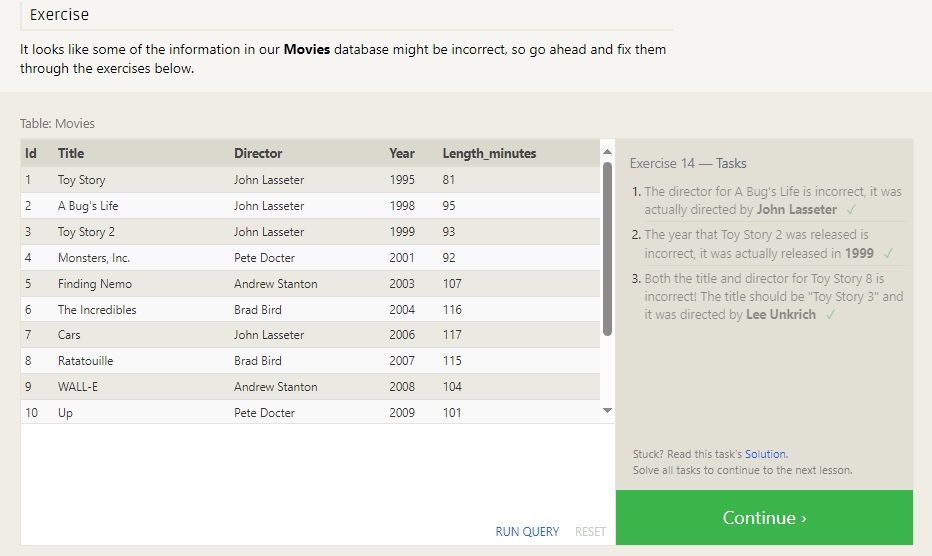 Exercise
It looks like some of the information in our Movies database might be incorrect, so go ahead and fix them
through the exercises below.
Table: Movies
Id Title Director Year Length_minutes
1 Toy Story John Lasseter 1995 81
2 A Bug's Life John Lasseter 1998 95
3 Toy Story 2 John Lasseter 1999 93
4 Monsters, Inc. Pete Docter 2001 92
5 Finding Nemo Andrew Stanton 2003 107
6 The Incredibles Brad Bird 2004 116
7 Cars John Lasseter 2006 117
8 Ratatouille Brad Bird 2007 115
9 WALL-E Andrew Stanton 2008 104
10 Up Pete Docter 2009 101
RUN QUERY RESET
Exercise 14 — Tasks
1. The director for A Bug's Life is incorrect, it was
actually directed by John Lasseter ✓
2. The year that Toy Story 2 was released is
incorrect, it was actually released in 1999 ✓
3. Both the title and director for Toy Story 8 is
incorrect! The title should be "Toy Story 3" and
it was directed by Lee Unkrich ✓
Stuck? Read this task's Solution.
Solve all tasks to continue to the next lesson.
Continue ›